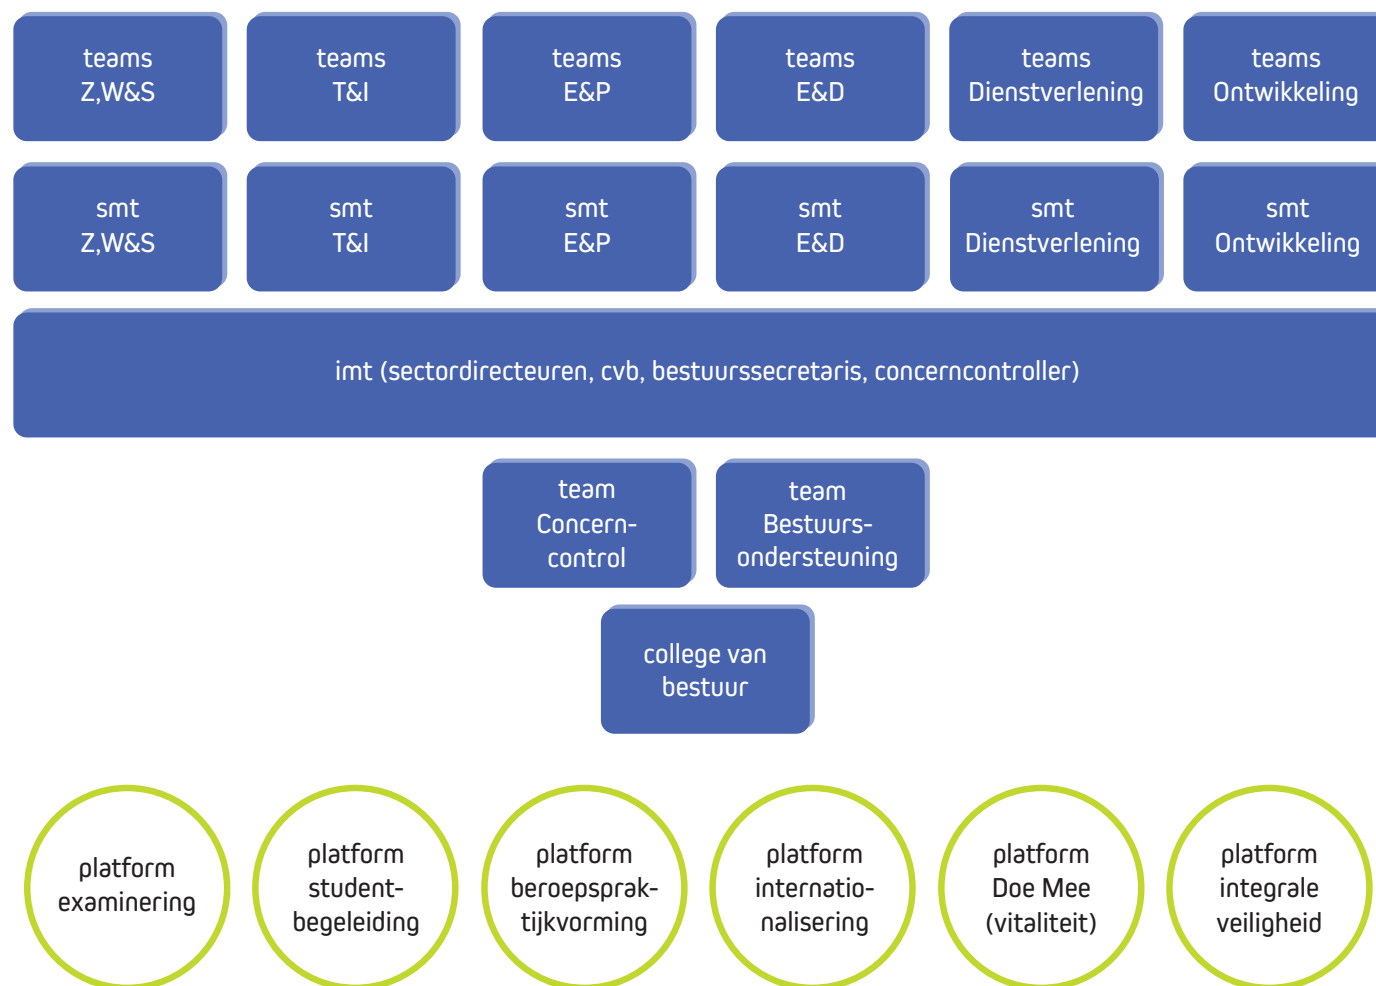 teams
Z,W&S
teams
T&I
teams
E&P
teams
E&D
teams
Dienstverlening
teams
Ontwikkeling
smt
Z,W&S
smt
T&I
smt
E&P
smt
E&D
smt
Dienstverlening
smt
Ontwikkeling
imt (sectordirecteuren, cvb, bestuurssecretaris, concerncontroller)
team
Concern-
control
team
Bestuurs-
ondersteuning
college van
bestuur
platform
examinering
platform
student-
begeleiding
platform
beroepsprak-
tijkvorming
platform
internatio-
nalisering
platform
Doe Mee
(vitaliteit)
platform
integrale
veiligheid